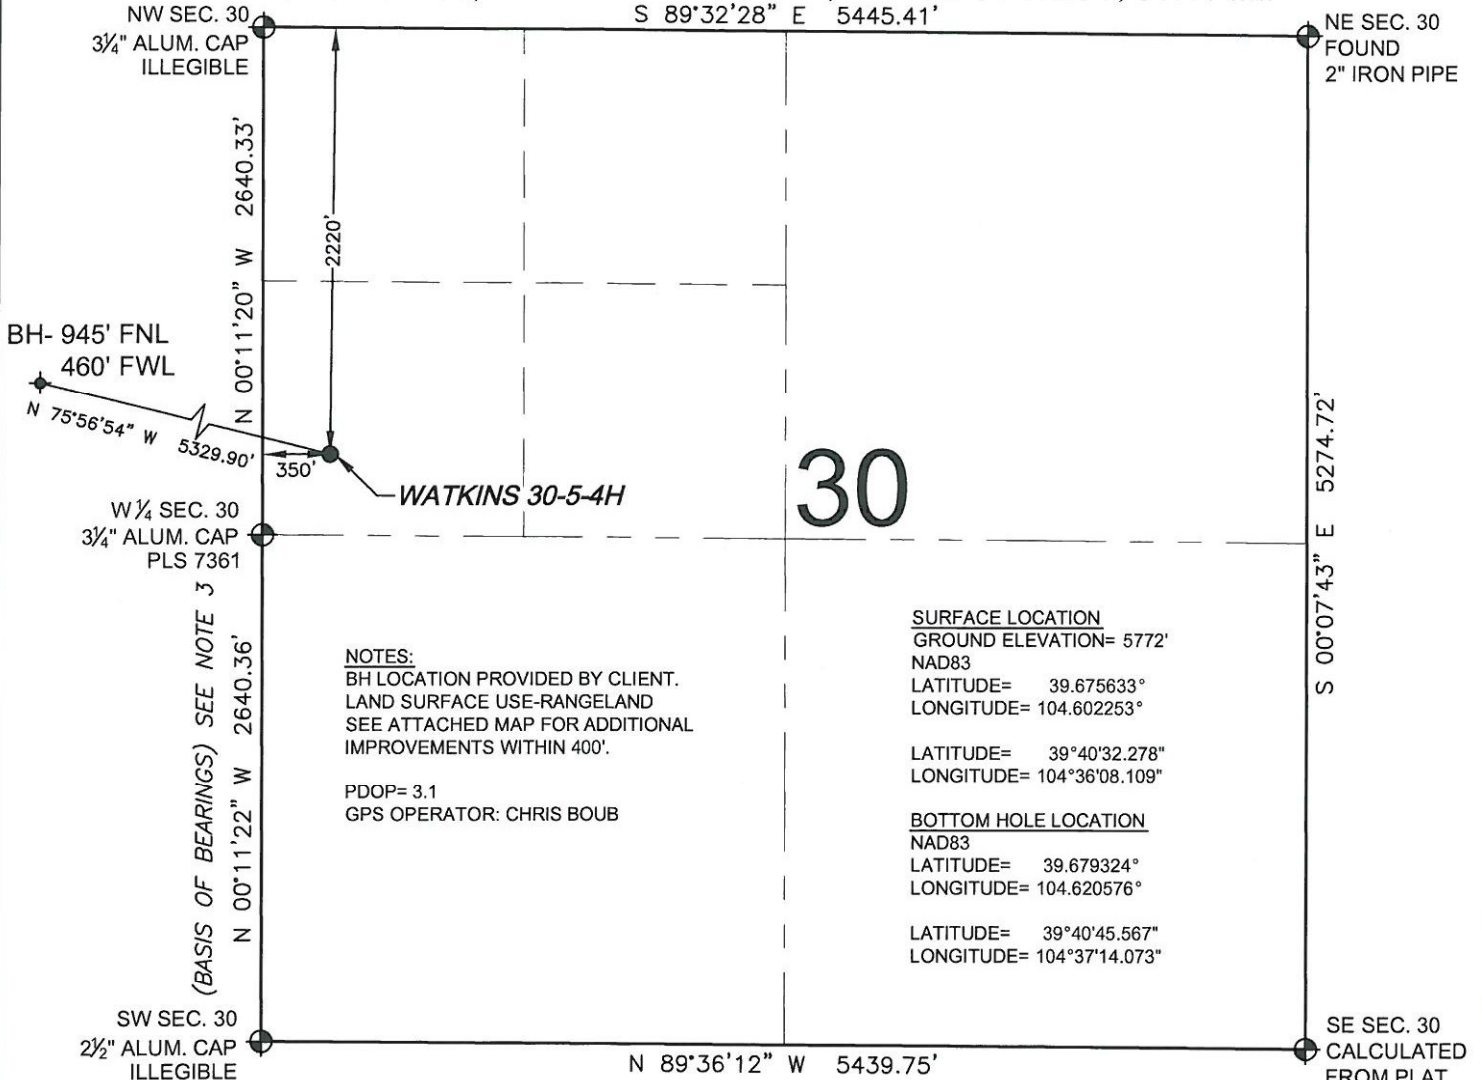 NW SEC. 30
3¼" ALUM. CAP
ILLEGIBLE
S 89°32'28" E 5445.41'
NE SEC. 30
FOUND
2" IRON PIPE
N 00°11'20" W 2640.33'
2220'
BH- 945' FNL
460' FWL
N 75°56'54" W 5329.90'
350'
WATKINS 30-5-4H
30
W ¼ SEC. 30
3¼" ALUM. CAP
PLS 7361
S 00°07'43" E 5274.72'
(BASIS OF BEARINGS) SEE NOTE 3
N 00°11'22" W 2640.36'
NOTES:
BH LOCATION PROVIDED BY CLIENT.
LAND SURFACE USE-RANGELAND
SEE ATTACHED MAP FOR ADDITIONAL
IMPROVEMENTS WITHIN 400'.
PDOP= 3.1
GPS OPERATOR: CHRIS BOUB
SURFACE LOCATION
GROUND ELEVATION= 5772'
NAD83
LATITUDE= 39.675633°
LONGITUDE= 104.602253°
LATITUDE= 39°40'32.278"
LONGITUDE= 104°36'08.109"
BOTTOM HOLE LOCATION
NAD83
LATITUDE= 39.679324°
LONGITUDE= 104.620576°
LATITUDE= 39°40'45.567"
LONGITUDE= 104°37'14.073"
SW SEC. 30
2½" ALUM. CAP
ILLEGIBLE
N 89°36'12" W 5439.75'
SE SEC. 30
CALCULATED
FROM PLAT